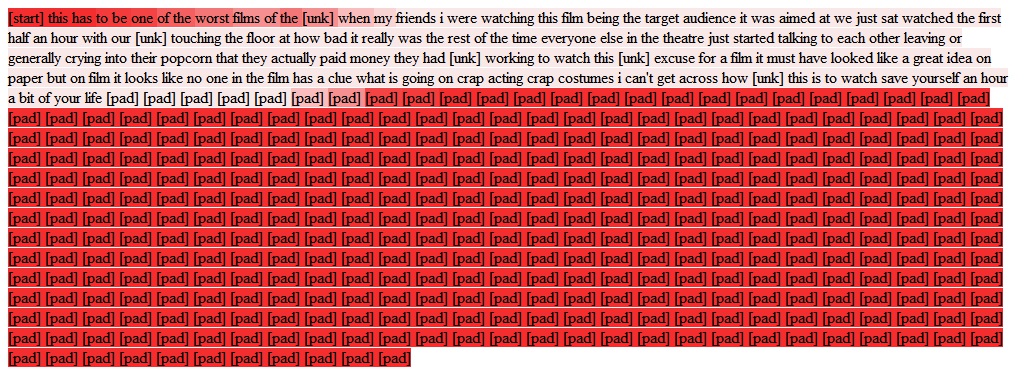 [start] this has to be one of the worst films of the [unk] when my friends i were watching this film being the target audience it was aimed at we just sat watched the first
half an hour with our [unk] touching the floor at how bad it really was the rest of the time everyone else in the theatre just started talking to each other leaving or
generally crying into their popcorn that they actually paid money they had [unk] working to watch this [unk] excuse for a film it must have looked like a great idea on
paper but on film it looks like no one in the film has a clue what is going on crap acting crap costumes i can't get across how [unk] this is to watch save yourself an hour
a bit of your life [pad] [pad] [pad] [pad] [pad] [pad] [pad] [pad] [pad] [pad] [pad] [pad] [pad] [pad] [pad] [pad] [pad] [pad] [pad] [pad] [pad] [pad] [pad] [pad]
[pad] [pad] [pad] [pad] [pad] [pad] [pad] [pad] [pad] [pad] [pad] [pad] [pad] [pad] [pad] [pad] [pad] [pad] [pad] [pad] [pad] [pad] [pad] [pad] [pad] [pad] [pad]
[pad] [pad] [pad] [pad] [pad] [pad] [pad] [pad] [pad] [pad] [pad] [pad] [pad] [pad] [pad] [pad] [pad] [pad] [pad] [pad] [pad] [pad] [pad] [pad] [pad] [pad] [pad]
[pad] [pad] [pad] [pad] [pad] [pad] [pad] [pad] [pad] [pad] [pad] [pad] [pad] [pad] [pad] [pad] [pad] [pad] [pad] [pad] [pad] [pad] [pad] [pad] [pad] [pad] [pad]
[pad] [pad] [pad] [pad] [pad] [pad] [pad] [pad] [pad] [pad] [pad] [pad] [pad] [pad] [pad] [pad] [pad] [pad] [pad] [pad] [pad] [pad] [pad] [pad] [pad] [pad] [pad]
[pad] [pad] [pad] [pad] [pad] [pad] [pad] [pad] [pad] [pad] [pad] [pad] [pad] [pad] [pad] [pad] [pad] [pad] [pad] [pad] [pad] [pad] [pad] [pad] [pad] [pad] [pad]
[pad] [pad] [pad] [pad] [pad] [pad] [pad] [pad] [pad] [pad] [pad] [pad] [pad] [pad] [pad] [pad] [pad] [pad] [pad] [pad] [pad] [pad] [pad] [pad] [pad] [pad] [pad]
[pad] [pad] [pad] [pad] [pad] [pad] [pad] [pad] [pad] [pad] [pad] [pad] [pad] [pad] [pad] [pad] [pad] [pad] [pad] [pad] [pad] [pad] [pad] [pad] [pad] [pad] [pad]
[pad] [pad] [pad] [pad] [pad] [pad] [pad] [pad] [pad] [pad] [pad] [pad] [pad] [pad] [pad] [pad] [pad] [pad] [pad] [pad] [pad] [pad] [pad] [pad] [pad] [pad] [pad]
[pad] [pad] [pad] [pad] [pad] [pad] [pad] [pad] [pad] [pad] [pad] [pad] [pad] [pad] [pad] [pad] [pad] [pad] [pad] [pad] [pad] [pad] [pad] [pad] [pad] [pad] [pad]
[pad] [pad] [pad] [pad] [pad] [pad] [pad] [pad] [pad] [pad] [pad] [pad] [pad] [pad] [pad] [pad] [pad] [pad] [pad] [pad] [pad] [pad] [pad] [pad] [pad] [pad] [pad]
[pad] [pad] [pad] [pad] [pad] [pad] [pad] [pad] [pad] [pad] [pad] [pad] [pad] [pad] [pad] [pad] [pad] [pad] [pad] [pad] [pad] [pad] [pad] [pad] [pad] [pad] [pad]
[pad] [pad] [pad] [pad] [pad] [pad] [pad] [pad] [pad] [pad] [pad] [pad] [pad] [pad] [pad] [pad] [pad] [pad] [pad] [pad] [pad] [pad] [pad] [pad] [pad] [pad] [pad]
[pad] [pad] [pad] [pad] [pad] [pad] [pad] [pad] [pad] [pad] [pad]